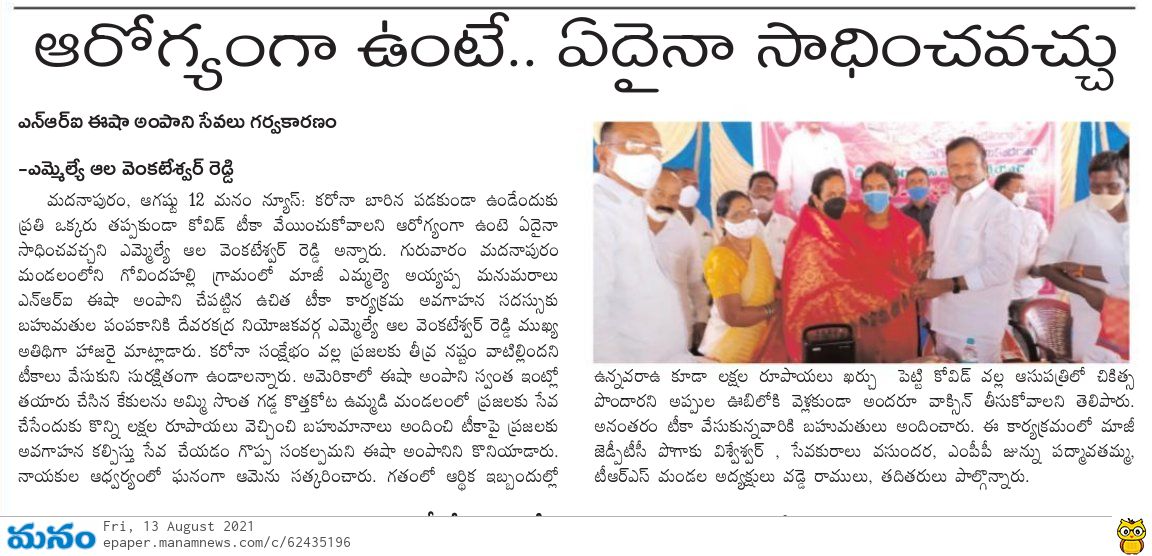 ఆరోగ్యంగా ఉంటే.. ఏదైనా సాధించవచ్చు
ఎన్ఆర్ఐ ఈషా అంపాని సేవలు గర్వకారణం
-ఎమ్మెల్యే ఆల వెంకటేశ్వర్ రెడ్డి
మదనాపురం, ఆగష్టు 12 మనం న్యూస్: కరోనా బారిన పడకుండా ఉండేందుకు
ప్రతి ఒక్కరు తప్పకుండా కోవిడ్ టీకా వేయించుకోవాలని ఆరోగ్యంగా ఉంటె ఏదైనా
సాధించవచ్చని ఎమ్మెల్యే ఆల వెంకటేశ్వర్ రెడ్డి అన్నారు. గురువారం మదనాపురం
మండలంలోని గోవిందహల్లి గ్రామంలో మాజీ ఎమ్మల్యె అయ్యప్ప మనుమరాలు
ఎన్ఆర్ఐ ఈషా అంపాని చేపట్టిన ఉచిత టీకా కార్యక్రమ అవగాహన సదస్సుకు
బహుమతుల పంపకానికి దేవరకద్ర నియోజకవర్గ ఎమ్మెల్యే ఆల వెంకటేశ్వర్ రెడ్డి ముఖ్య
అతిథిగా హాజరై మాట్లాడారు. కరోనా సంక్షేభం వల్ల ప్రజలకు తీవ్ర నష్టం వాటిల్లిందని
టీకాలు వేసుకుని సురక్షితంగా ఉండాలన్నారు. అమెరికాలో ఈషా అంపాని స్వంత ఇంట్లో
తయారు చేసిన కేకులను అమ్మి సొంత గడ్డ కొత్తకోట ఉమ్మడి మండలంలో ప్రజలకు సేవ
చేసేందుకు కొన్ని లక్షల రూపాయలు వెచ్చించి బహుమానాలు అందించి టీకాపై ప్రజలకు
అవగాహన కల్పిస్తు సేవ చేయడం గొప్ప సంకల్పమని ఈషా అంపానిని కొనియాడారు.
నాయకుల ఆధ్వర్యంలో ఘనంగా ఆమెను సత్కరించారు. గతంలో ఆర్థిక ఇబ్బందుల్లో
ఉన్నవరాఉ కూడా లక్షల రూపాయలు ఖర్చు పెట్టి కోవిడ్ వల్ల ఆసుపత్రిలో చికిత్స
పొందారని అప్పుల ఊబిలోకి వెళ్లకుండా అందరూ వాక్సిన్ తీసుకోవాలని తెలిపారు.
అనంతరం టీకా వేసుకున్నవారికి బహుమతులు అందించారు. ఈ కార్యక్రమంలో మాజీ
జెడ్పీటీసీ పొగాకు విశ్వేశ్వర్ , సేవకురాలు వసుందర, ఎంపీపీ జున్ను పద్మావతమ్మ,
టీఆర్ఎస్ మండల అద్యక్షులు వడ్డె రాములు, తదితరులు పాల్గొన్నారు.
మనం
Fri, 13 August 2021
epaper.manamnews.com/c/62435196